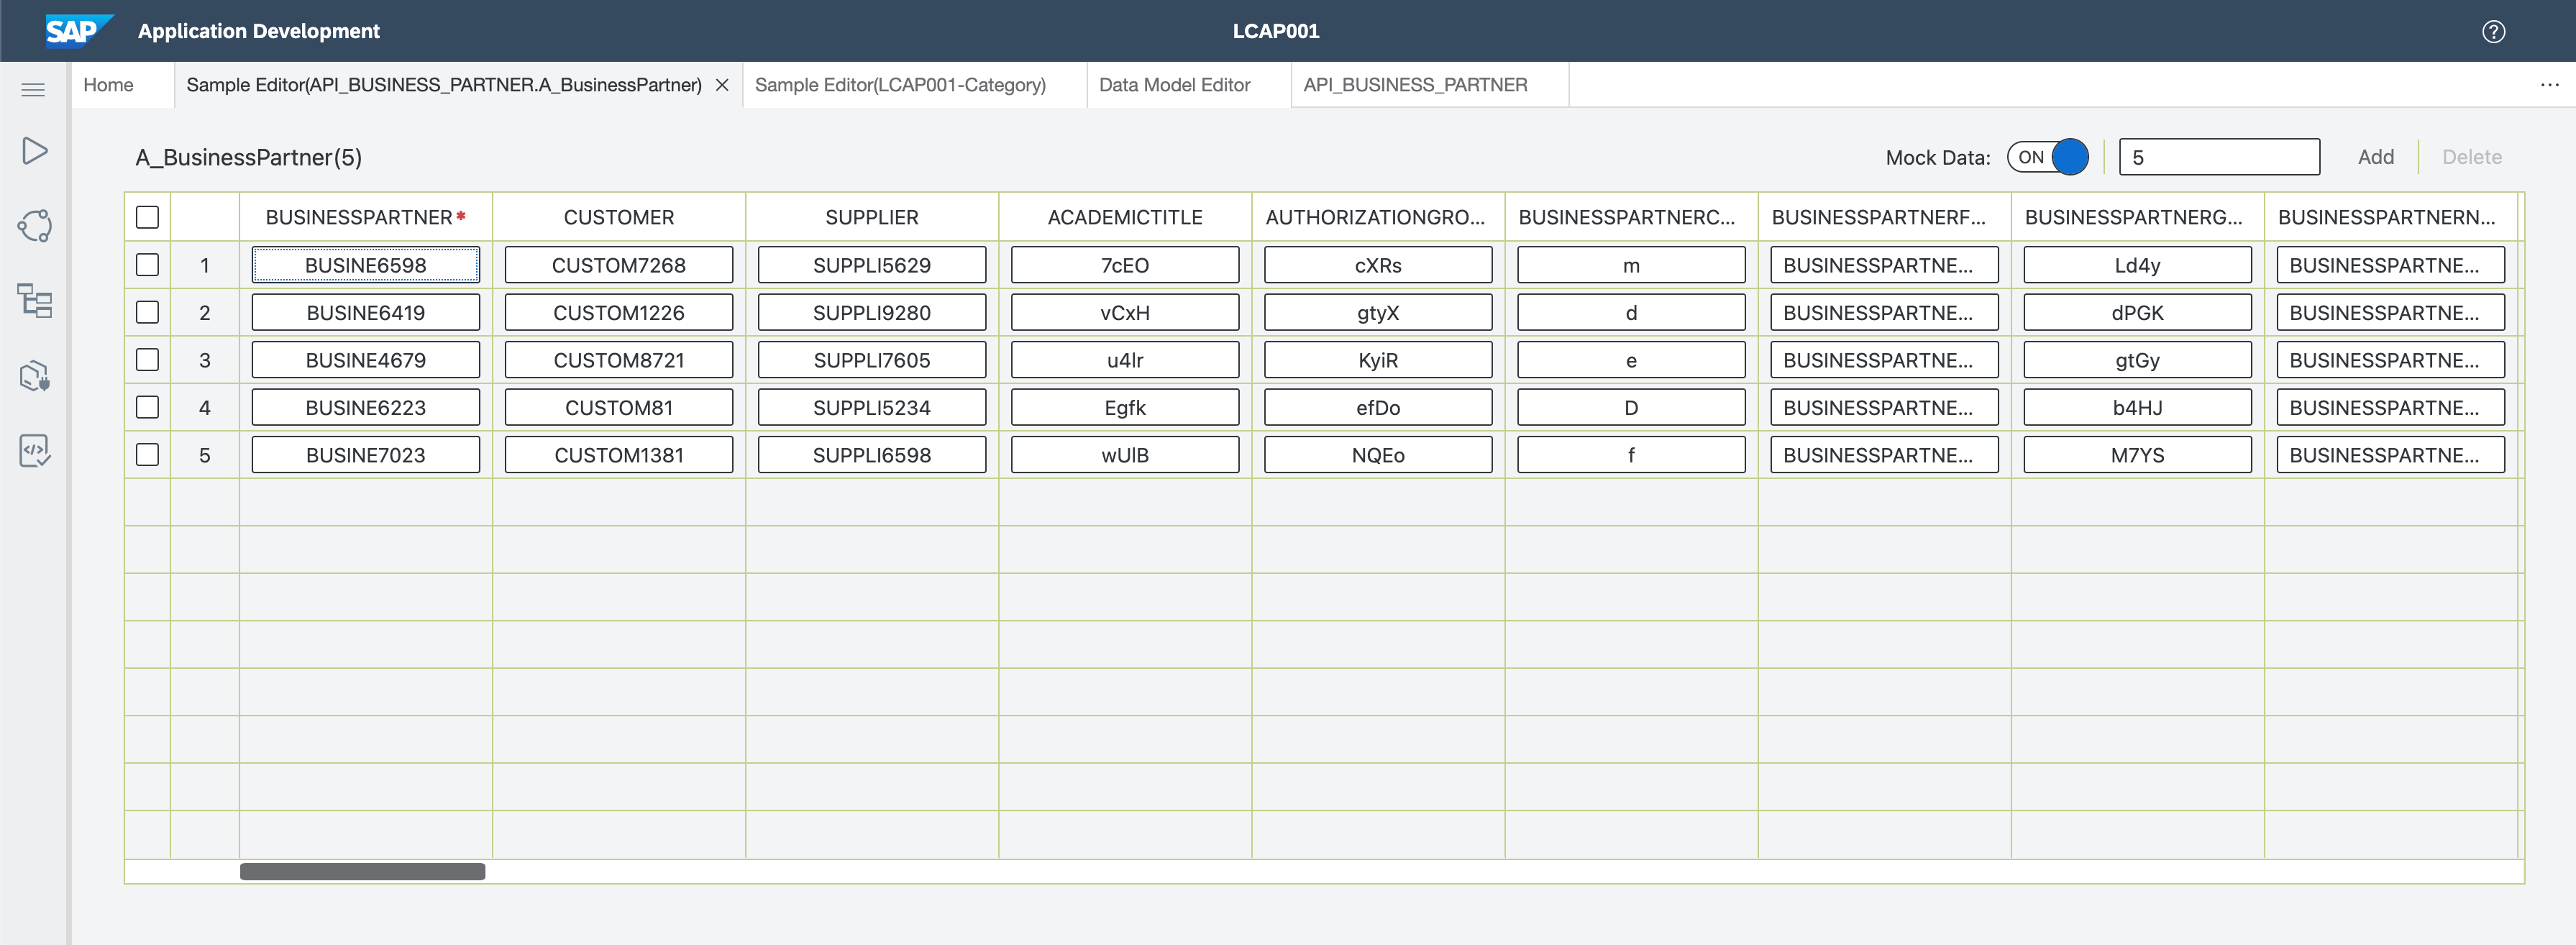 SAP Application Development LCAP001 ?
Home Sample Editor(API_BUSINESS_PARTNER.A_BusinessPartner) Sample Editor(LCAP001-Category) Data Model Editor API_BUSINESS_PARTNER ...
A_BusinessPartner(5) Mock Data: ON 5 Add Delete
BUSINESSPARTNER* CUSTOMER SUPPLIER ACADEMICTITLE AUTHORIZATIONGRO... BUSINESSPARTNERC... BUSINESSPARTNERF... BUSINESSPARTNERG... BUSINESSPARTNERN...
1 BUSINE6598 CUSTOM7268 SUPPLI5629 7cEO cXRs m BUSINESSPARTNE... Ld4y BUSINESSPARTNE...
2 BUSINE6419 CUSTOM1226 SUPPLI9280 vCxH gtyX d BUSINESSPARTNE... dPGK BUSINESSPARTNE...
3 BUSINE4679 CUSTOM8721 SUPPLI7605 u4lr KyiR e BUSINESSPARTNE... gtGy BUSINESSPARTNE...
4 BUSINE6223 CUSTOM81 SUPPLI5234 Egfk efDo D BUSINESSPARTNE... b4HJ BUSINESSPARTNE...
5 BUSINE7023 CUSTOM1381 SUPPLI6598 wUlB NQEo f BUSINESSPARTNE... M7YS BUSINESSPARTNE...